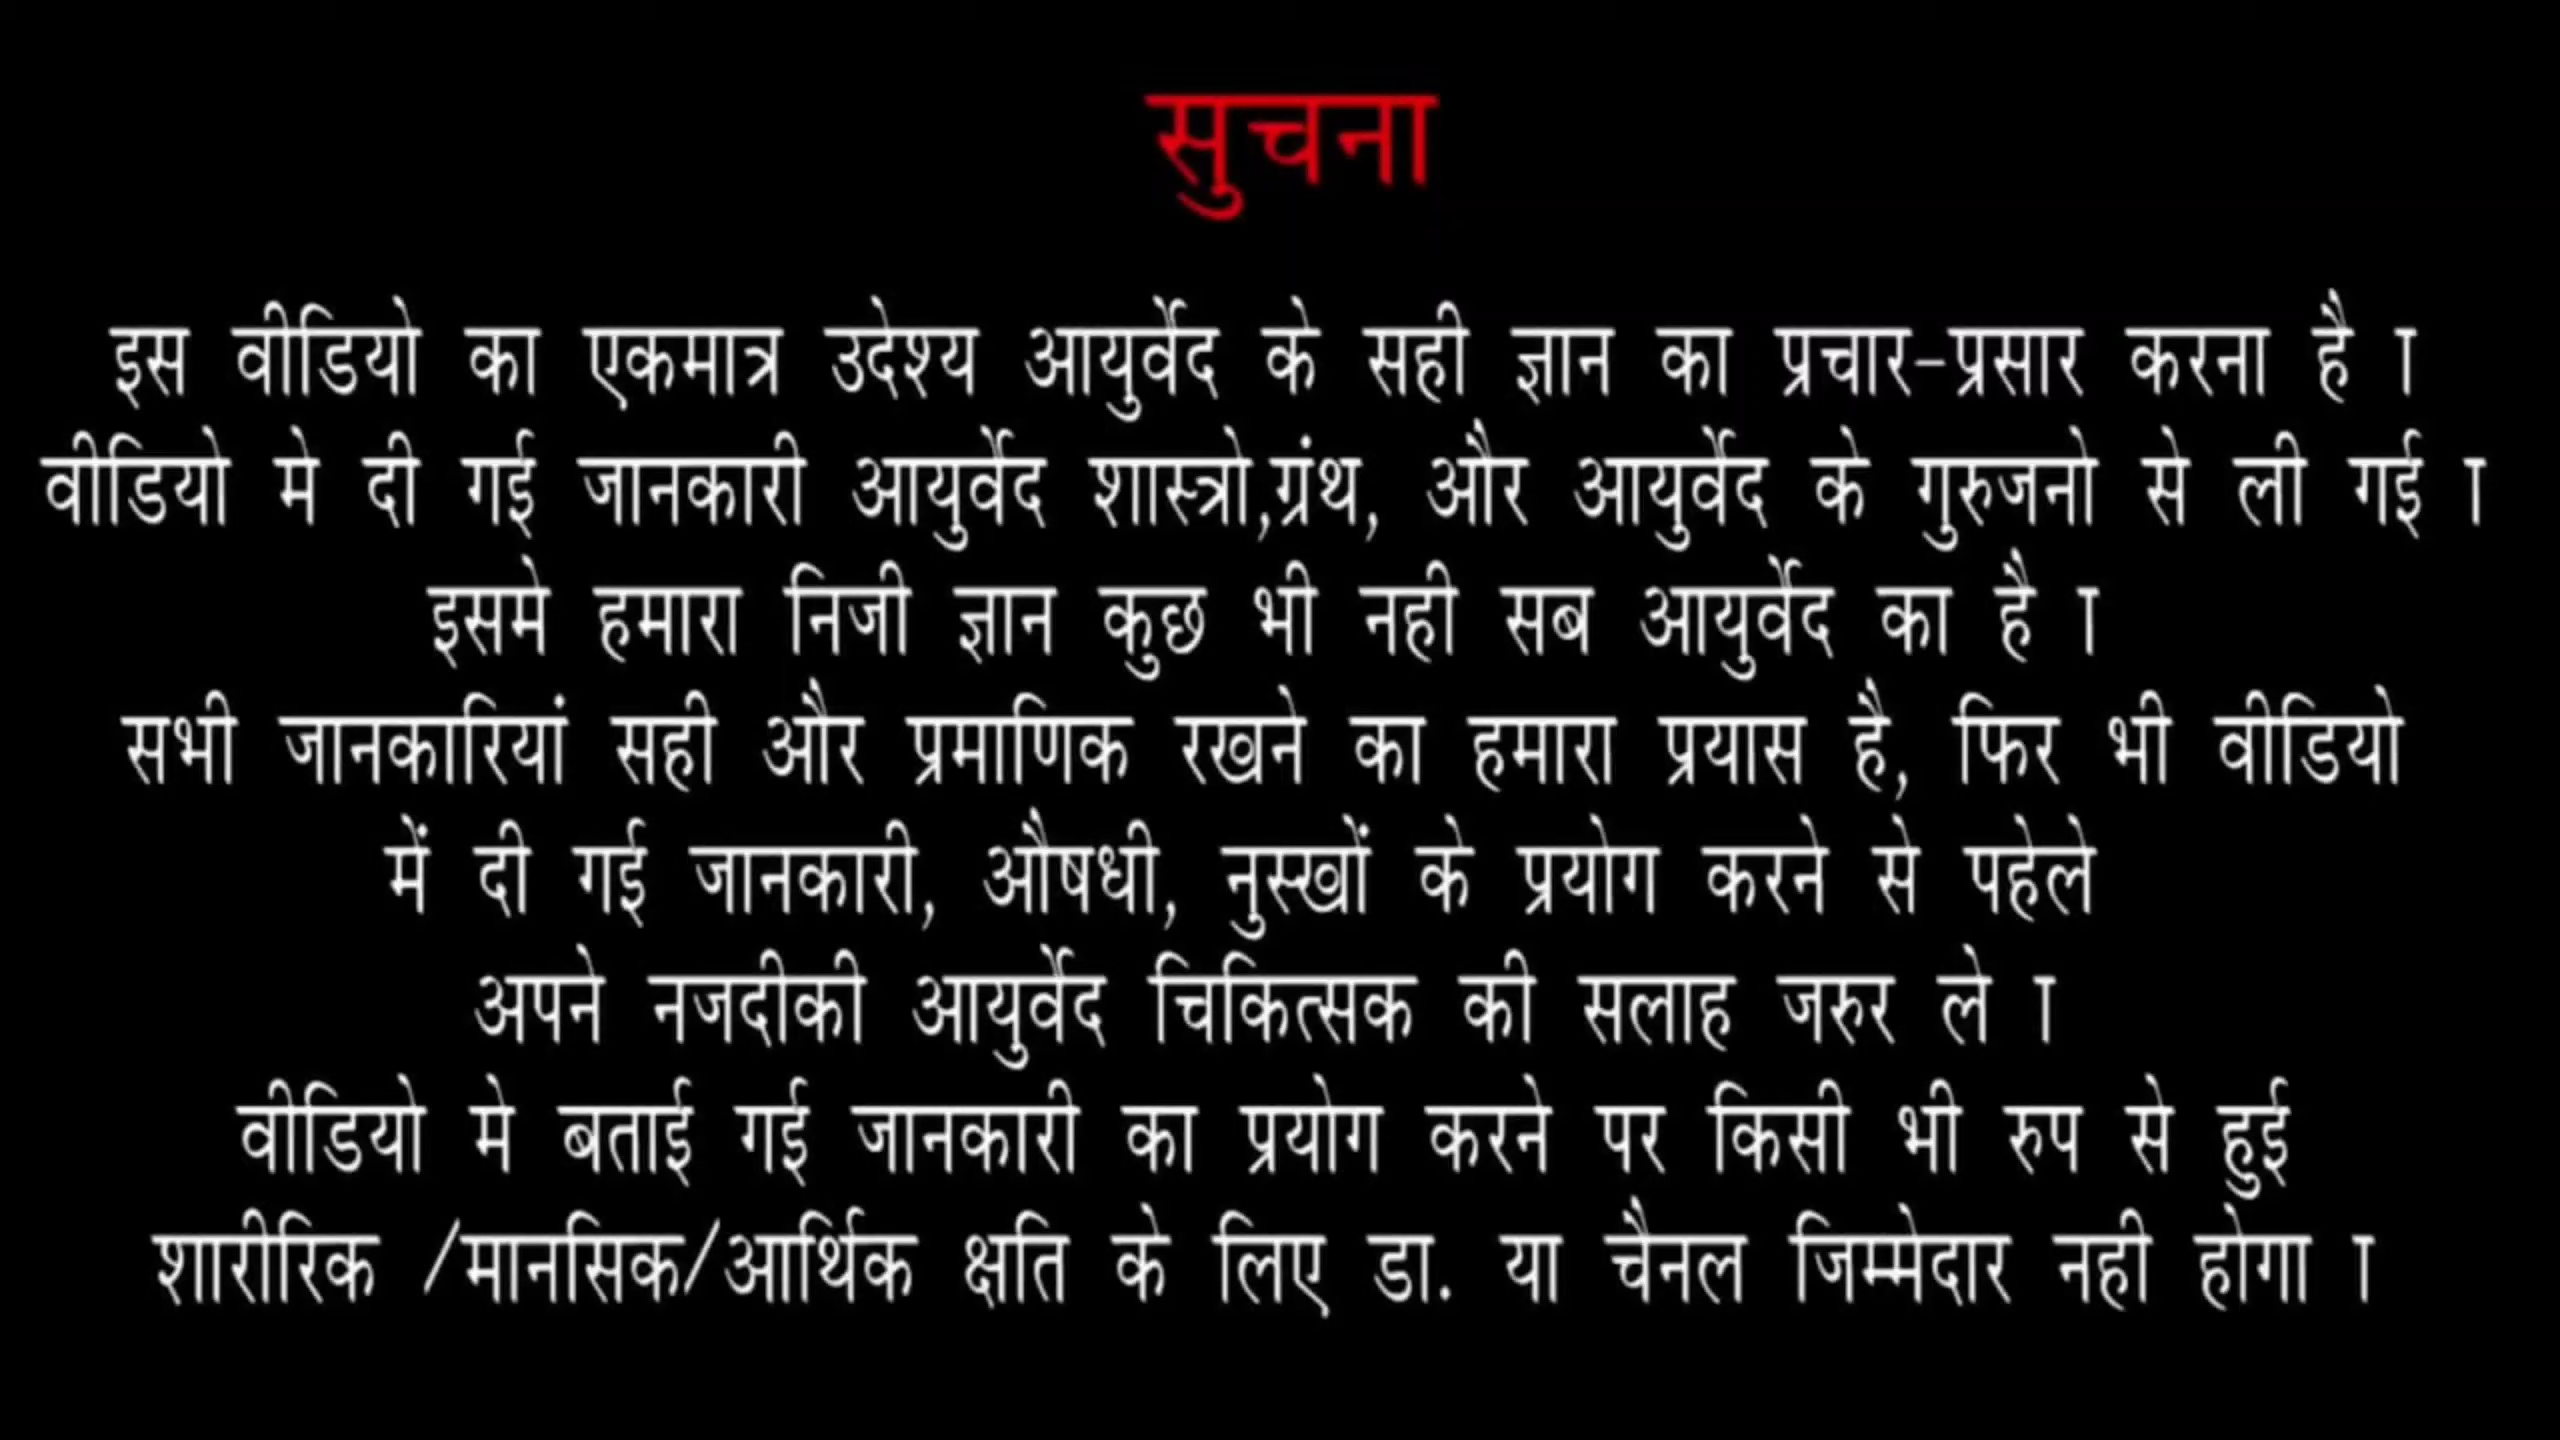 सुचना
इस वीडियो का एकमात्र उदेश्य आयुर्वेद के सही ज्ञान का प्रचार-प्रसार करना है ।
वीडियो मे दी गई जानकारी आयुर्वेद शास्त्रो,ग्रंथ, और आयुर्वेद के गुरुजनो से ली गई ।
इसमे हमारा निजी ज्ञान कुछ भी नही सब आयुर्वेद का है ।
सभी जानकारियां सही और प्रमाणिक रखने का हमारा प्रयास है, फिर भी वीडियो
में दी गई जानकारी, औषधी, नुस्खों के प्रयोग करने से पहेले
अपने नजदीकी आयुर्वेद चिकित्सक की सलाह जरुर ले ।
वीडियो मे बताई गई जानकारी का प्रयोग करने पर किसी भी रुप से हुई
शारीरिक /मानसिक/आर्थिक क्षति के लिए डा. या चैनल जिम्मेदार नही होगा ।